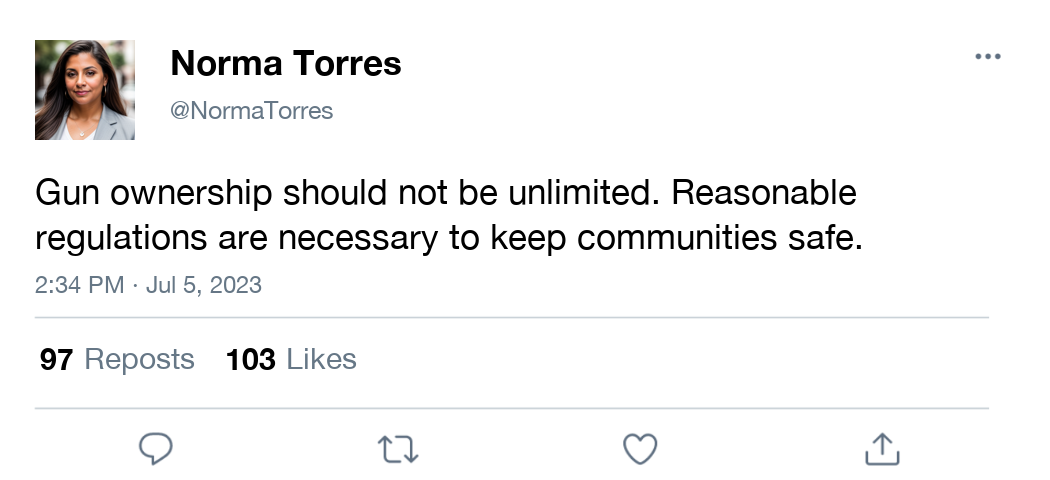 Norma Torres
@NormaTorres
Gun ownership should not be unlimited. Reasonable
regulations are necessary to keep communities safe.
2:34 PM · Jul 5, 2023
97 Reposts 103 Likes